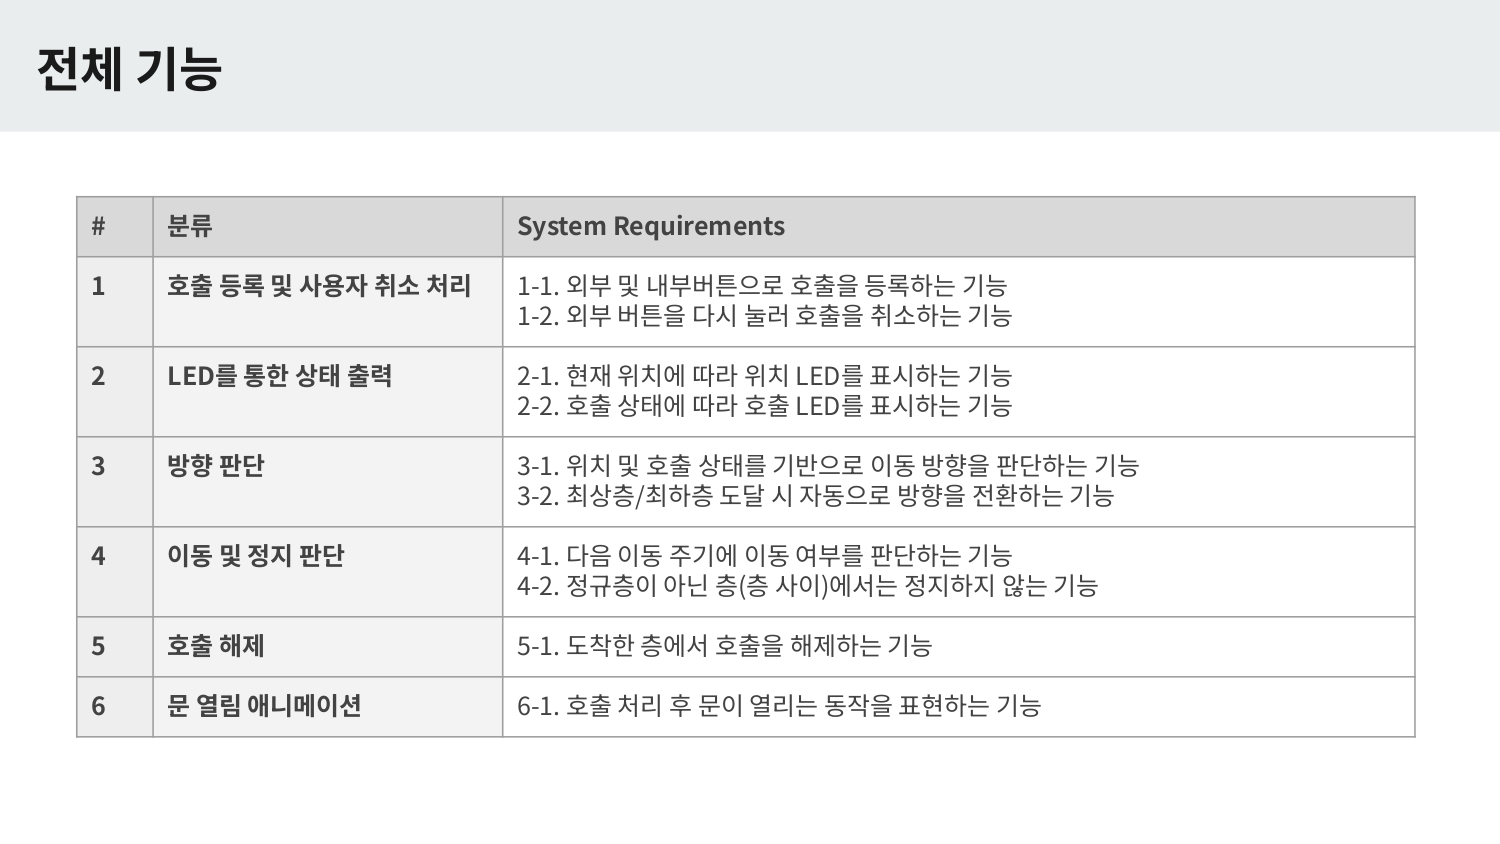 전체 기능
# 분류 System Requirements
1 호출 등록 및 사용자 취소 처리 1-1. 외부 및 내부버튼으로 호출을 등록하는 기능
1-2. 외부 버튼을 다시 눌러 호출을 취소하는 기능
2 LED를 통한 상태 출력 2-1. 현재 위치에 따라 위치 LED를 표시하는 기능
2-2. 호출 상태에 따라 호출 LED를 표시하는 기능
3 방향 판단 3-1. 위치 및 호출 상태를 기반으로 이동 방향을 판단하는 기능
3-2. 최상층/최하층 도달 시 자동으로 방향을 전환하는 기능
4 이동 및 정지 판단 4-1. 다음 이동 주기에 이동 여부를 판단하는 기능
4-2. 정규층이 아닌 층(층 사이)에서는 정지하지 않는 기능
5 호출 해제 5-1. 도착한 층에서 호출을 해제하는 기능
6 문 열림 애니메이션 6-1. 호출 처리 후 문이 열리는 동작을 표현하는 기능